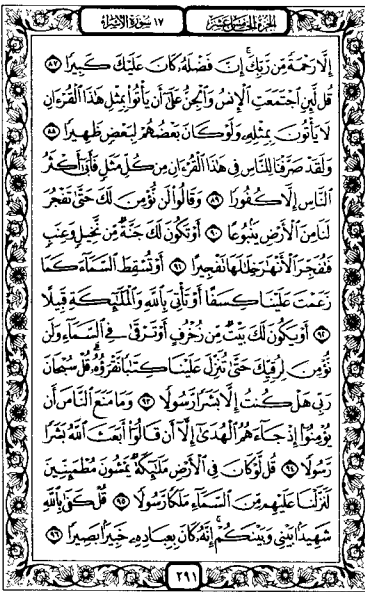 الجزء الخامس عشر ١٧ سورة الإسراء
إِلَّا رَحْمَةً مِّن رَّبِّكَ إِنَّ فَضْلَهُۥ كَانَ عَلَيْكَ كَبِيرًا ٨٧
قُل لَّئِنِ ٱجْتَمَعَتِ ٱلْإِنسُ وَٱلْجِنُّ عَلَىٰٓ أَن يَأْتُوا۟ بِمِثْلِ هَٰذَا ٱلْقُرْءَانِ
لَا يَأْتُونَ بِمِثْلِهِۦ وَلَوْ كَانَ بَعْضُهُمْ لِبَعْضٍ ظَهِيرًا ٨٨
وَلَقَدْ صَرَّفْنَا لِلنَّاسِ فِى هَٰذَا ٱلْقُرْءَانِ مِن كُلِّ مَثَلٍ فَأَبَىٰٓ أَكْثَرُ
ٱلنَّاسِ إِلَّا كُفُورًا ٨٩ وَقَالُوا۟ لَن نُّؤْمِنَ لَكَ حَتَّىٰ تَفْجُرَ
لَنَا مِنَ ٱلْأَرْضِ يَنۢبُوعًا ٩٠ أَوْ تَكُونَ لَكَ جَنَّةٌ مِّن نَّخِيلٍ وَعِنَبٍ
فَتُفَجِّرَ ٱلْأَنْهَٰرَ خِلَٰلَهَا تَفْجِيرًا ٩١ أَوْ تُسْقِطَ ٱلسَّمَآءَ كَمَا
زَعَمْتَ عَلَيْنَا كِسَفًا أَوْ تَأْتِىَ بِٱللَّهِ وَٱلْمَلَٰٓئِكَةِ قَبِيلًا
٩٢ أَوْ يَكُونَ لَكَ بَيْتٌ مِّن زُخْرُفٍ أَوْ تَرْقَىٰ فِى ٱلسَّمَآءِ وَلَن
نُّؤْمِنَ لِرُقِيِّكَ حَتَّىٰ تُنَزِّلَ عَلَيْنَا كِتَٰبًا نَّقْرَؤُهُۥ قُلْ سُبْحَانَ
رَبِّى هَلْ كُنتُ إِلَّا بَشَرًا رَّسُولًا ٩٣ وَمَا مَنَعَ ٱلنَّاسَ أَن
يُؤْمِنُوٓا۟ إِذْ جَآءَهُمُ ٱلْهُدَىٰٓ إِلَّآ أَن قَالُوٓا۟ أَبَعَثَ ٱللَّهُ بَشَرًا
رَّسُولًا ٩٤ قُل لَّوْ كَانَ فِى ٱلْأَرْضِ مَلَٰٓئِكَةٌ يَمْشُونَ مُطْمَئِنِّينَ
لَنَزَّلْنَا عَلَيْهِم مِّنَ ٱلسَّمَآءِ مَلَكًا رَّسُولًا ٩٥ قُلْ كَفَىٰ بِٱللَّهِ
شَهِيدًۢا بَيْنِى وَبَيْنَكُمْ إِنَّهُۥ كَانَ بِعِبَادِهِۦ خَبِيرًۢا بَصِيرًا ٩٦
٢٩١